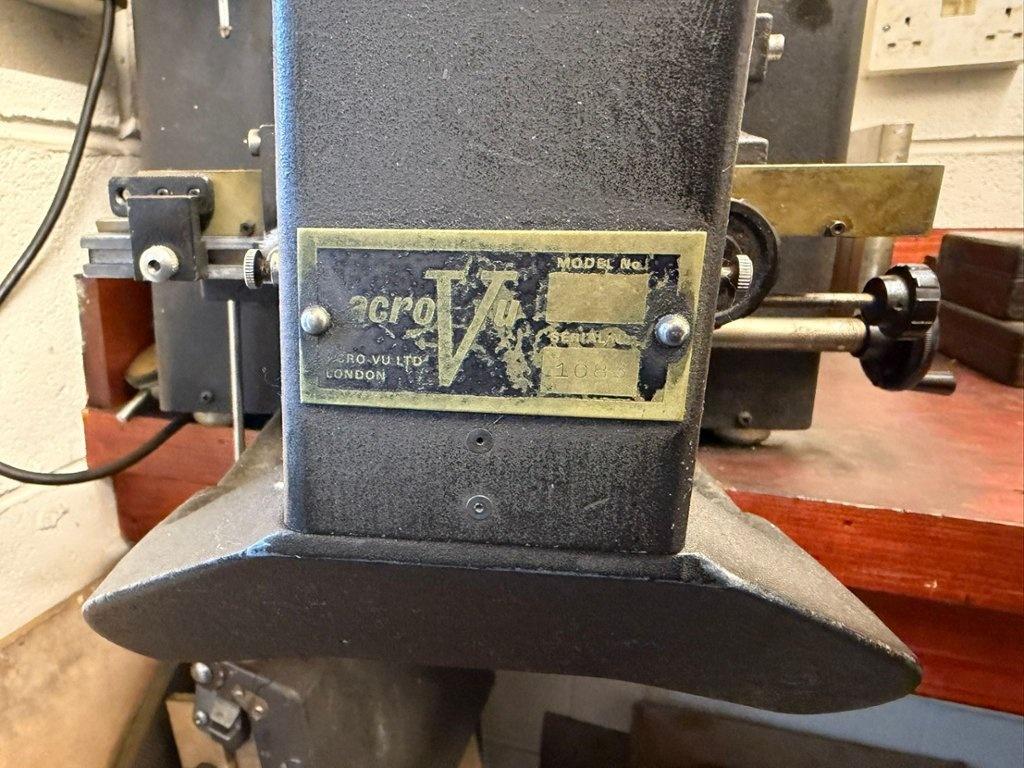 acro Vu
MODEL No.
SERIAL No.
ACRO-VU LTD
LONDON